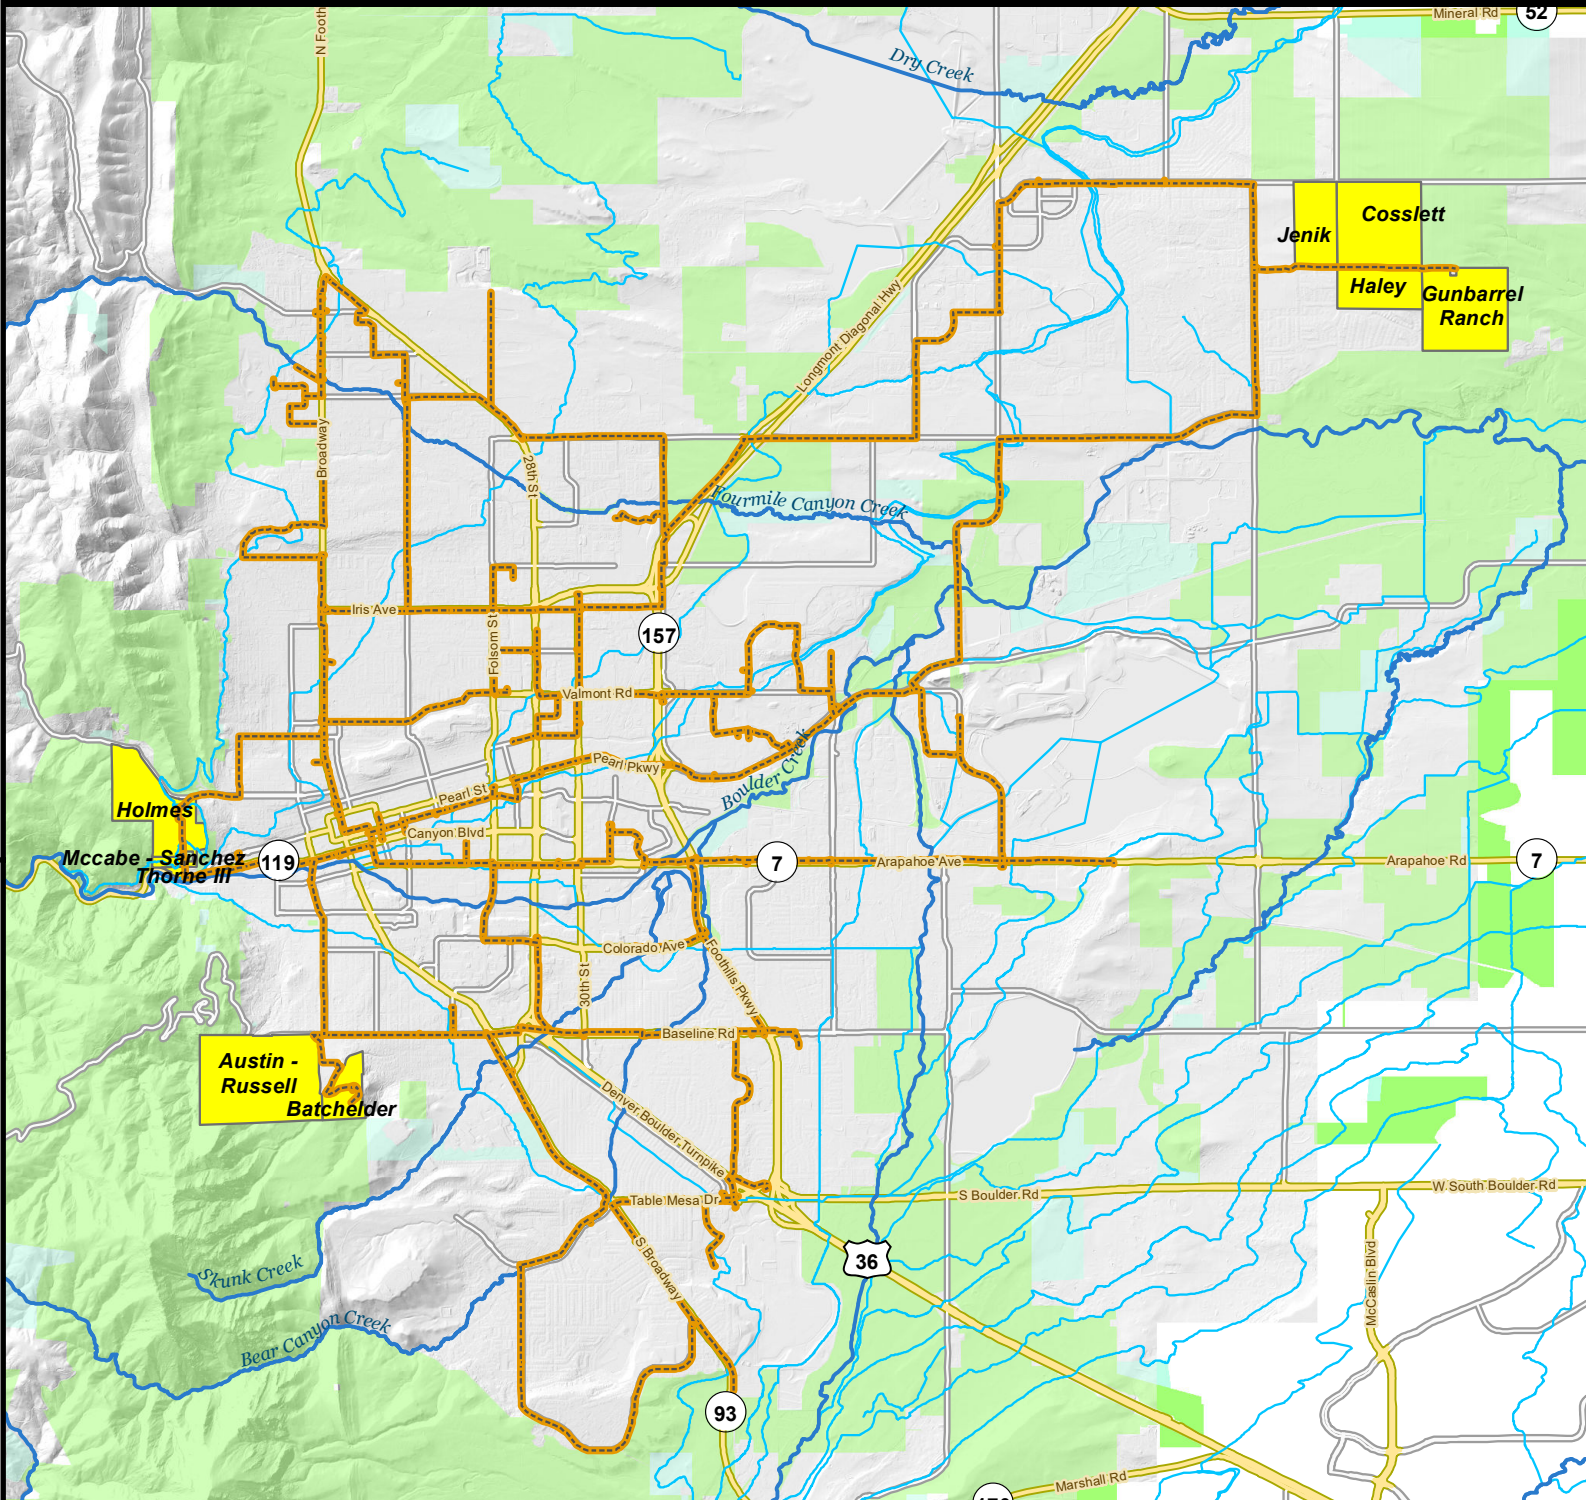 Mineral Rd
52
N Footh
Dry Creek
Cosslett
Jenik
Haley
Gunbarrel
Ranch
Longmont Diagonal Hwy
Broadway
28th St
Fourmile Canyon Creek
Iris Ave
Folsom St
157
Valmont Rd
Pearl Pkwy
Boulder Creek
Pearl St
Holmes
Canyon Blvd
Mccabe - Sanchez
Thorne III
119
7
Arapahoe Ave
Arapahoe Rd
7
Colorado Ave
Foothills Pkwy
30th St
Baseline Rd
Austin -
Russell
Batchelder
Denver Boulder Turnpike
Table Mesa Dr
S Boulder Rd
W South Boulder Rd
S Broadway
36
McCaslin Blvd
Skunk Creek
Bear Canyon Creek
93
Marshall Rd